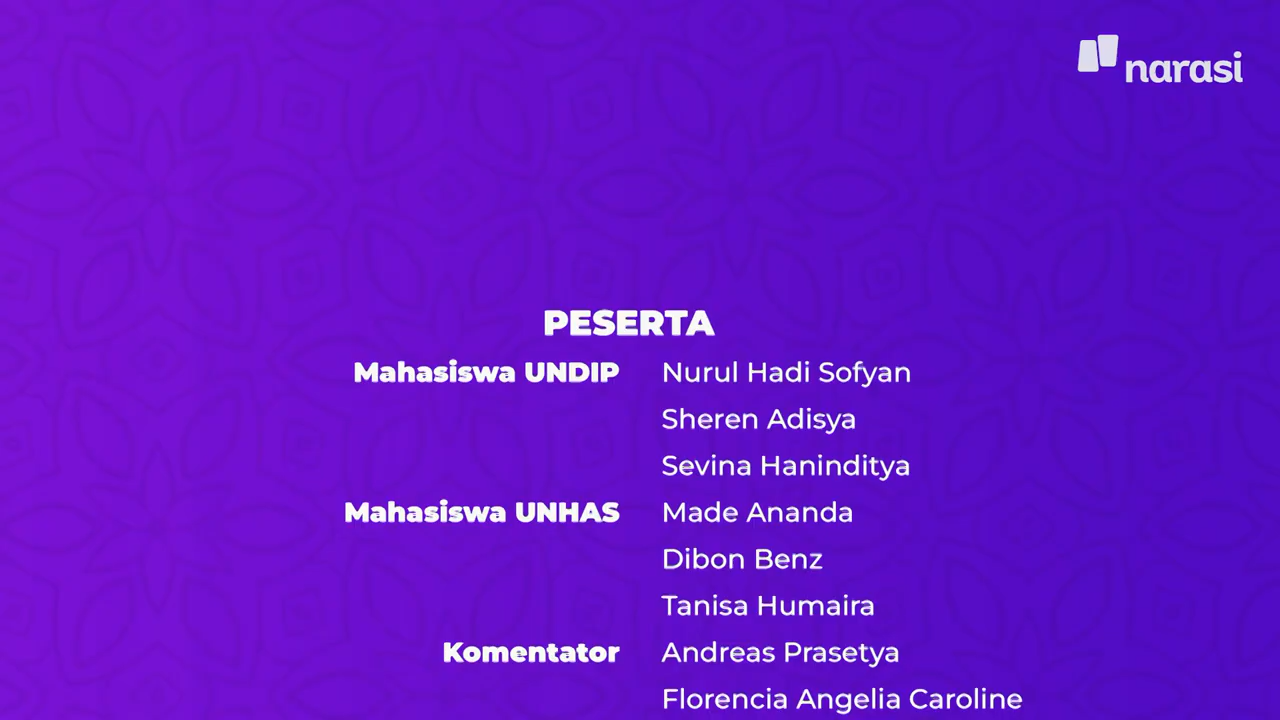 narasi
PESERTA
Mahasiswa UNDIP Nurul Hadi Sofyan
Sheren Adisya
Sevina Haninditya
Mahasiswa UNHAS Made Ananda
Dibon Benz
Tanisa Humaira
Komentator Andreas Prasetya
Florencia Angelia Caroline